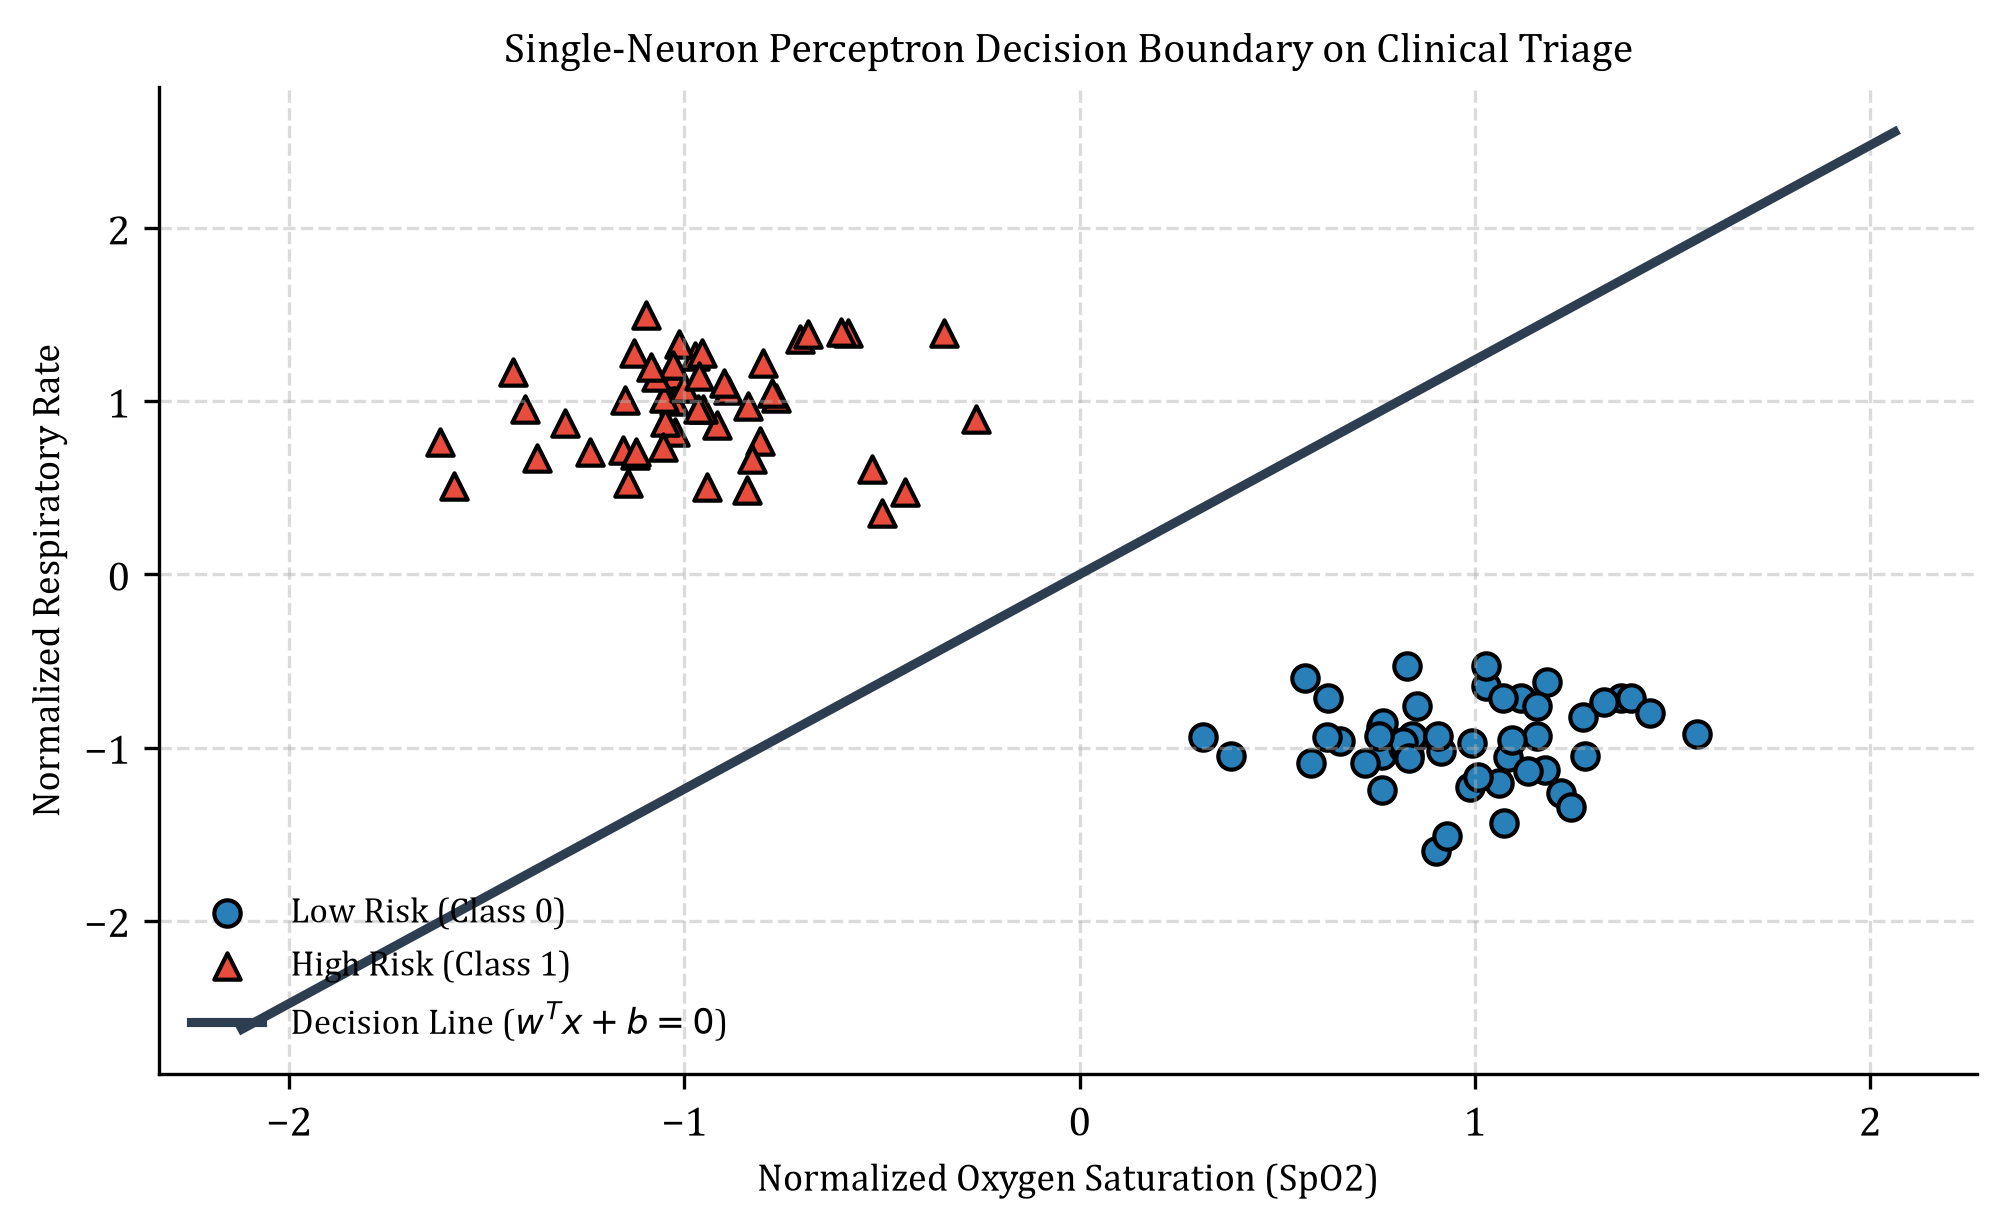 Single-Neuron Perceptron Decision Boundary on Clinical Triage
Normalized Respiratory Rate
2
1
0
−1
−2
Low Risk (Class 0)
High Risk (Class 1)
Decision Line ($w^T x + b = 0$)
−2
−1
0
1
2
Normalized Oxygen Saturation (SpO2)